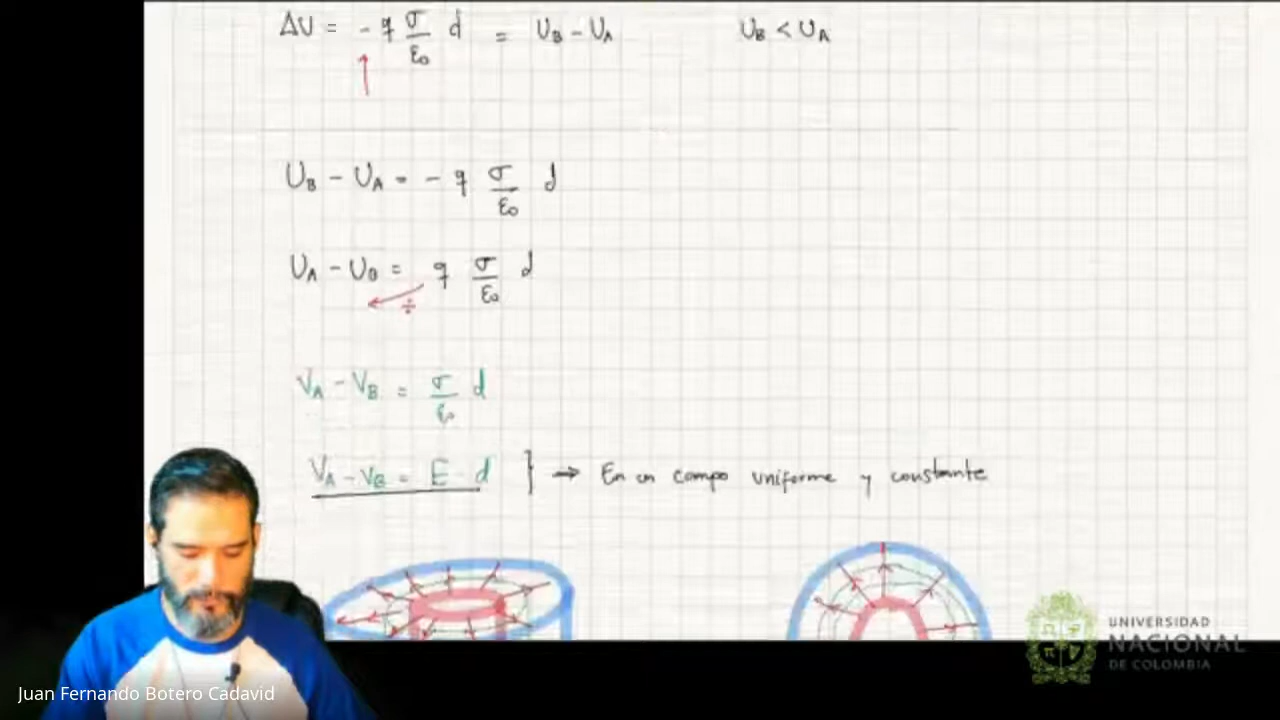 ΔU = - q σ/ε₀ d = U_B - U_A U_B < U_A
U_B - U_A = - q σ/ε₀ d
U_A - U_B = q σ/ε₀ d
÷
V_A - V_B = σ/ε₀ d
V_A - V_B = E · d } → En un campo uniforme y constante
UNIVERSIDAD
NACIONAL
DE COLOMBIA
Juan Fernando Botero Cadavid